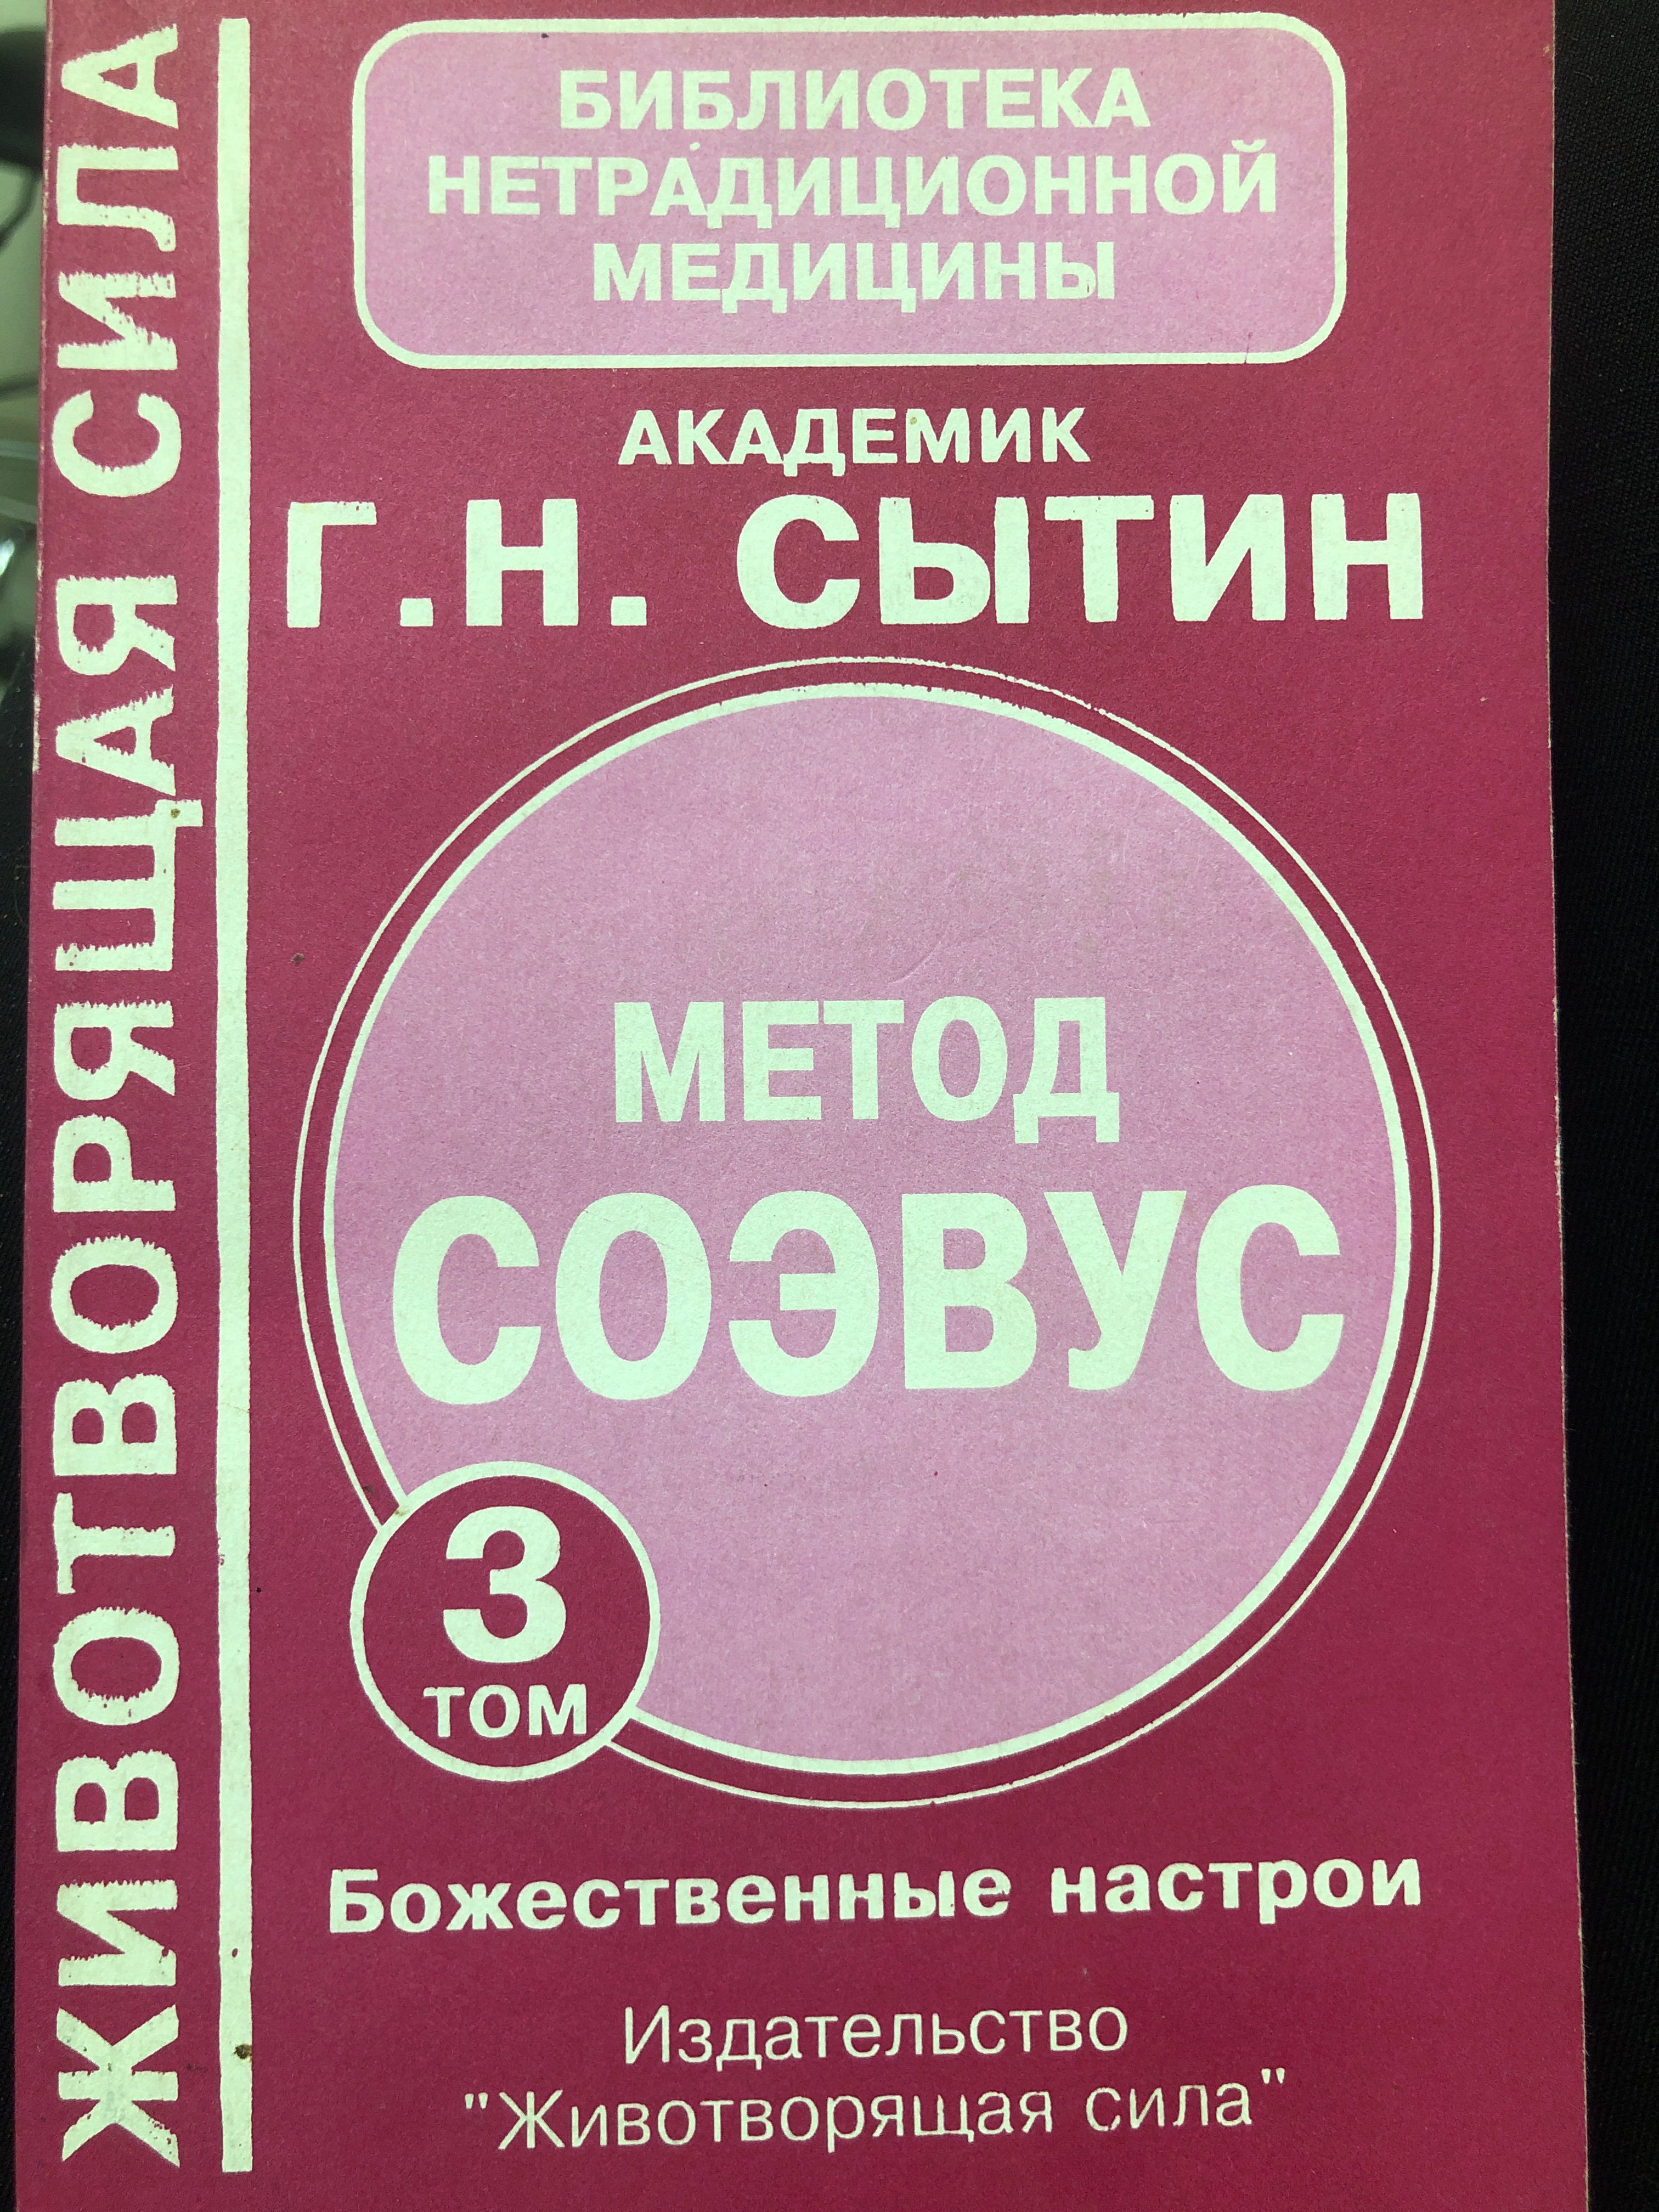 ЖИВОТВОРЯЩАЯ СИЛА
БИБЛИОТЕКА
НЕТРАДИЦИОННОЙ
МЕДИЦИНЫ
АКАДЕМИК
Г.Н. СЫТИН
МЕТОД
СОЭВУС
3
ТОМ
Божественные настрои
Издательство
"Животворящая сила"